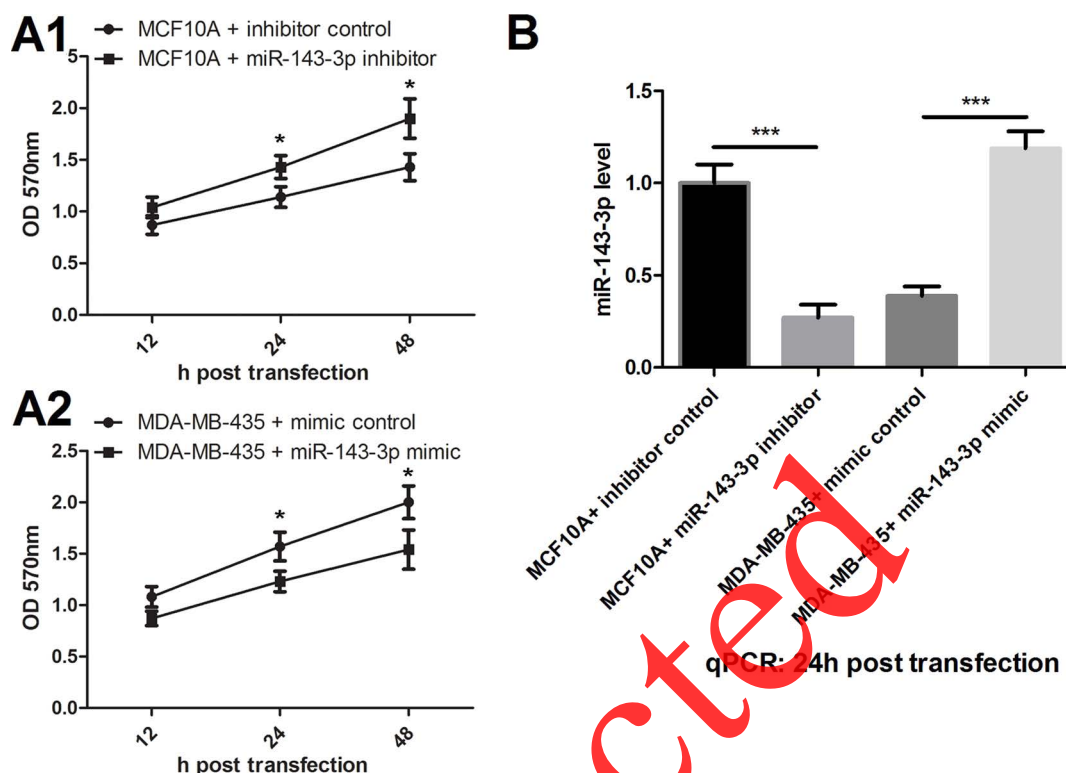 A1
MCF10A + inhibitor control
MCF10A + miR-143-3p inhibitor
2.5
2.0
1.5
1.0
0.5
0.0
OD 570nm
*
*
12
24
48
h post transfection
A2
MDA-MB-435 + mimic control
MDA-MB-435 + miR-143-3p mimic
2.5
2.0
1.5
1.0
0.5
0.0
OD 570nm
*
*
12
24
48
h post transfection
B
1.5
1.0
0.5
0.0
miR-143-3p level
***
***
MCF10A+ inhibitor control
MCF10A+ miR-143-3p inhibitor
MDA-MB-435+ mimic control
MDA-MB-435+ miR-143-3p mimic
qPCR: 24h post transfection
cted